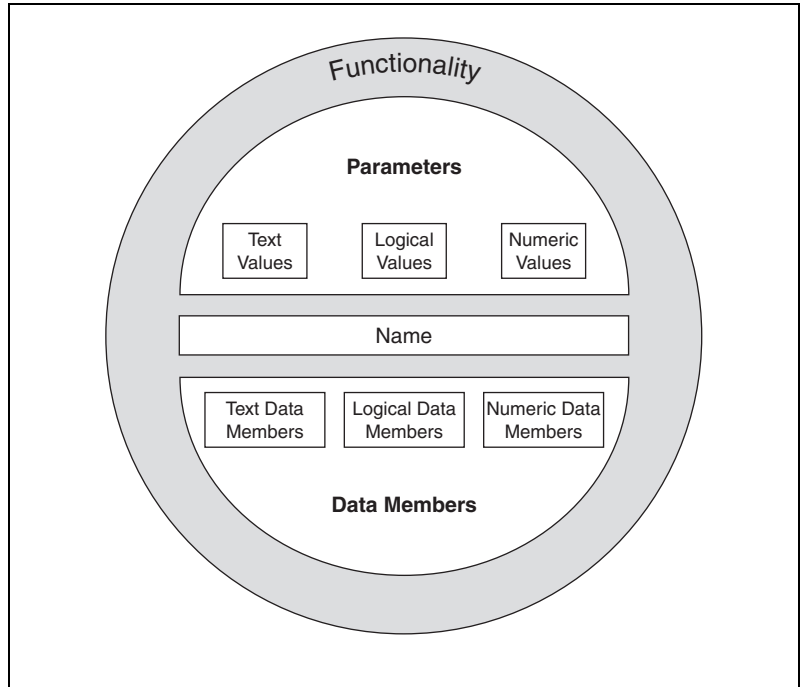 Functionality
Parameters
Text
Values
Logical
Values
Numeric
Values
Name
Text Data
Members
Logical Data
Members
Numeric Data
Members
Data Members